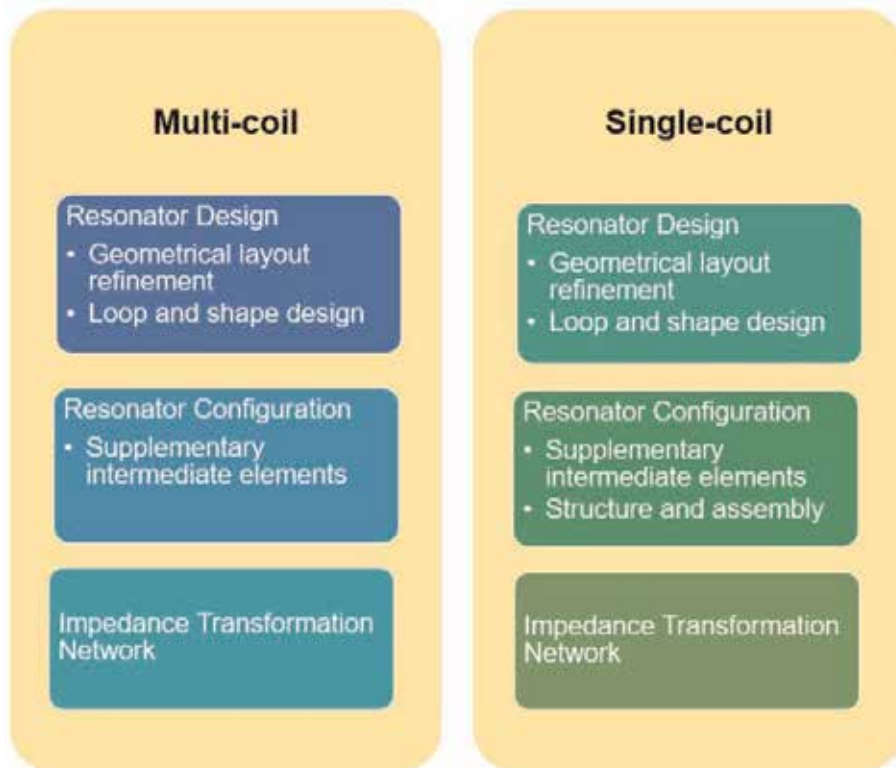 Multi-coil
Resonator Design
• Geometrical layout
refinement
• Loop and shape design
Resonator Configuration
• Supplementary
intermediate elements
Impedance Transformation
Network
Single-coil
Resonator Design
• Geometrical layout
refinement
• Loop and shape design
Resonator Configuration
• Supplementary
intermediate elements
• Structure and assembly
Impedance Transformation
Network